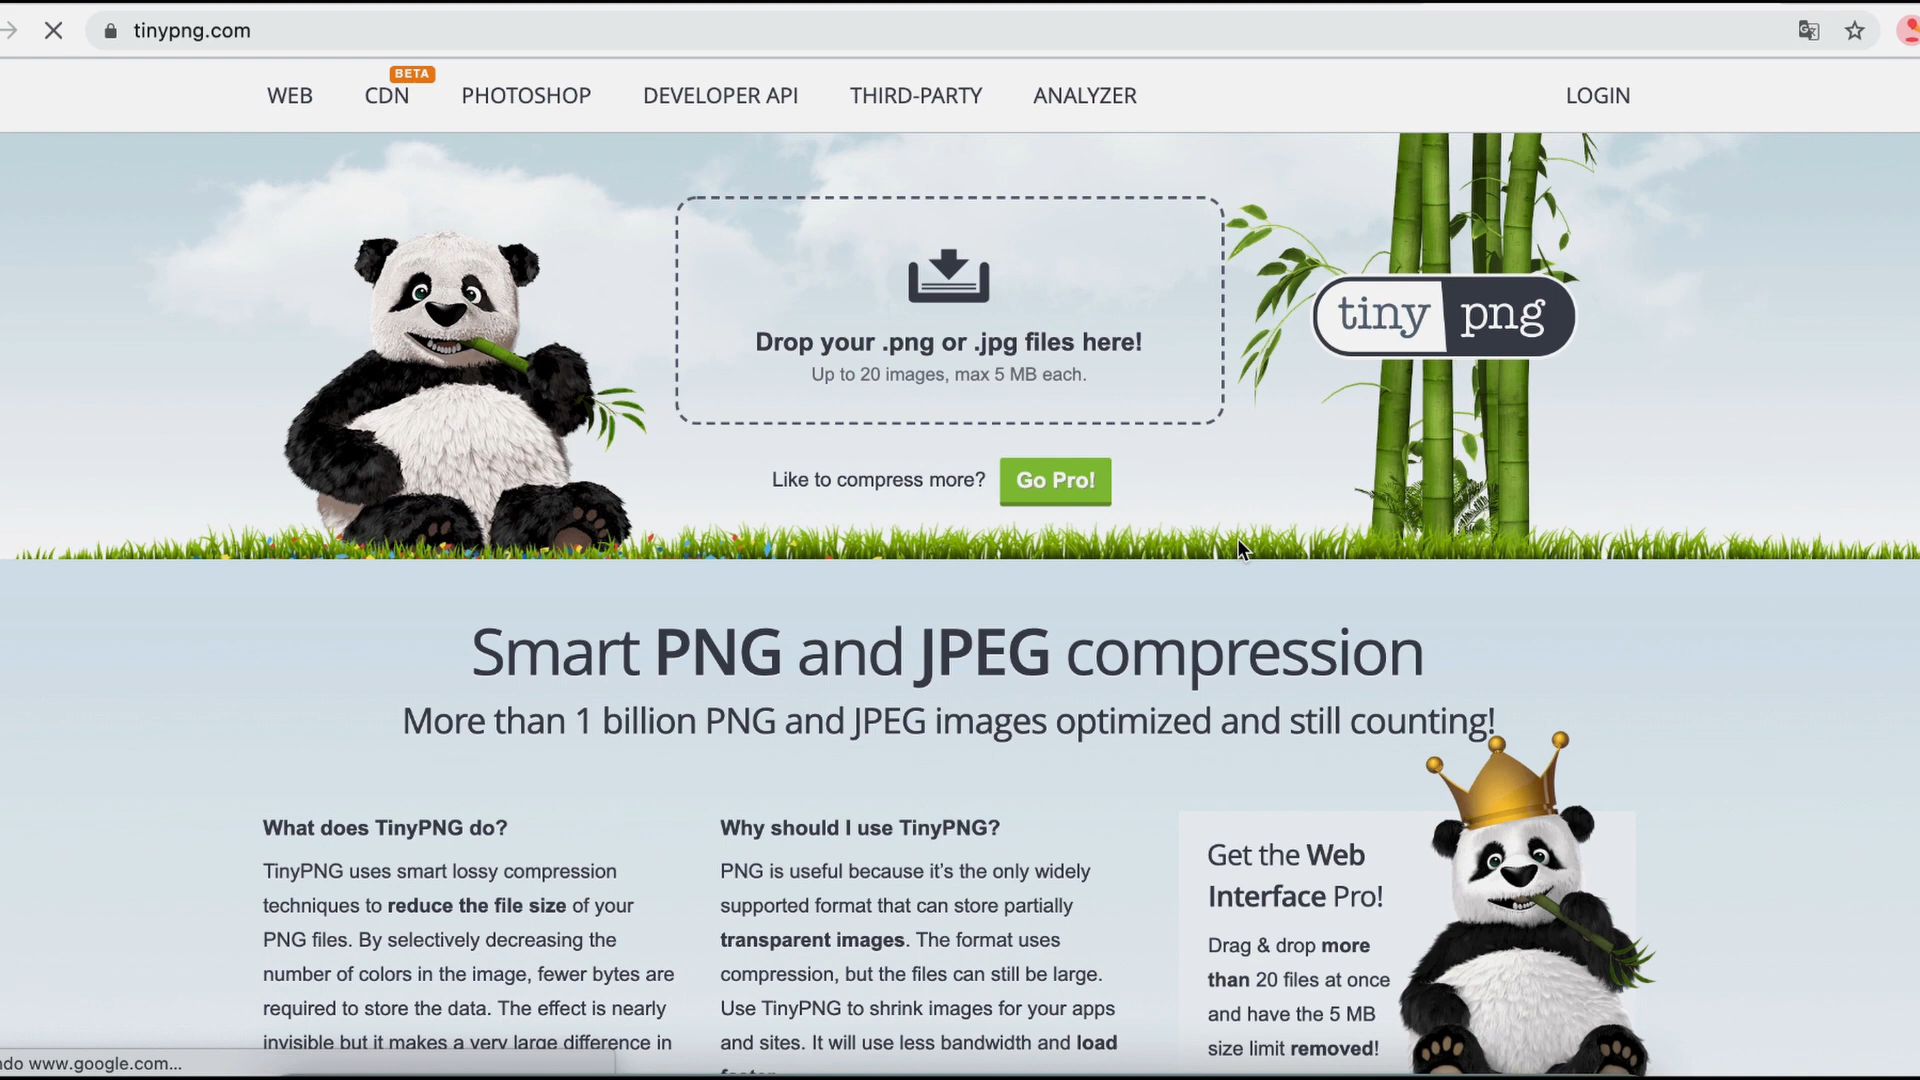 tinypng.com
BETA
WEB CDN PHOTOSHOP DEVELOPER API THIRD-PARTY ANALYZER LOGIN
Drop your .png or .jpg files here!
Up to 20 images, max 5 MB each.
tiny png
Like to compress more? Go Pro!
Smart PNG and JPEG compression
More than 1 billion PNG and JPEG images optimized and still counting!
What does TinyPNG do?
TinyPNG uses smart lossy compression
techniques to reduce the file size of your
PNG files. By selectively decreasing the
number of colors in the image, fewer bytes are
required to store the data. The effect is nearly
invisible but it makes a very large difference in
Why should I use TinyPNG?
PNG is useful because it's the only widely
supported format that can store partially
transparent images. The format uses
compression, but the files can still be large.
Use TinyPNG to shrink images for your apps
and sites. It will use less bandwidth and load
Get the Web
Interface Pro!
Drag & drop more
than 20 files at once
and have the 5 MB
size limit removed!
ndo www.google.com...